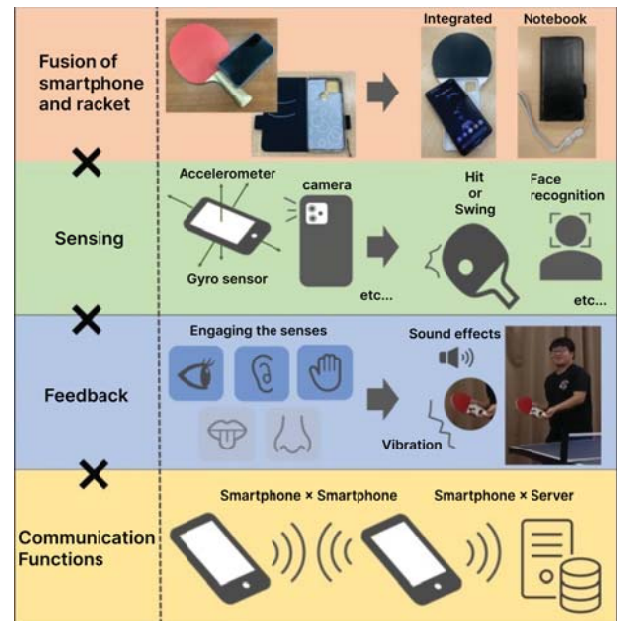 Fusion of
smartphone
and racket
Integrated
Notebook
Sensing
Accelerometer
Gyro sensor
camera
etc...
Hit
or
Swing
Face
recognition
etc...
Feedback
Engaging the senses
Sound effects
Vibration
Communication
Functions
Smartphone × Smartphone
Smartphone × Server